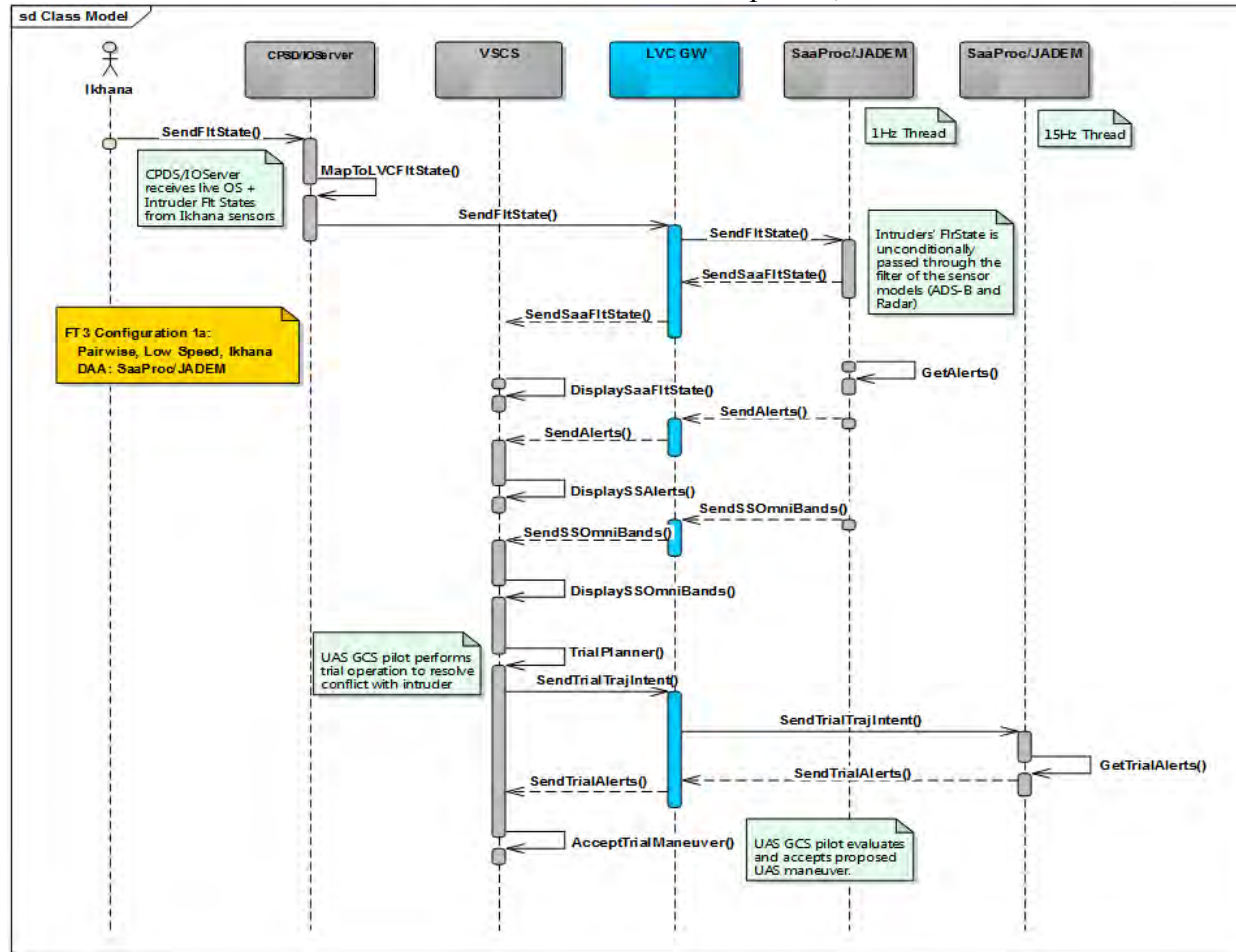 sd Class Model
CPSD/IOServer
VSCS
LVC GW
SaaProc/JADEM
SaaProc/JADEM
Ikhana
1Hz Thread
15Hz Thread
SendFltState()
CPDS/IOServer
receives live OS +
Intruder Flt States
from Ikhana sensors
MapToLVCFltState()
SendFltState()
SendFltState()
Intruders' FlrState is
unconditionally
passed through the
filter of the sensor
models (ADS-B and
Radar)
SendSaaFltState()
SendSaaFltState()
FT3 Configuration 1a:
Pairwise, Low Speed, Ikhana
DAA: SaaProc/JADEM
GetAlerts()
DisplaySaaFltState()
SendAlerts()
SendAlerts()
DisplaySSAlerts()
SendSSOmniBands()
SendSSOmniBands()
DisplaySSOmniBands()
UAS GCS pilot performs
trial operation to resolve
conflict with intruder
TrialPlanner()
SendTrialTrajIntent()
SendTrialTrajIntent()
GetTrialAlerts()
SendTrialAlerts()
SendTrialAlerts()
AcceptTrialManeuver()
UAS GCS pilot evaluates
and accepts proposed
UAS maneuver.